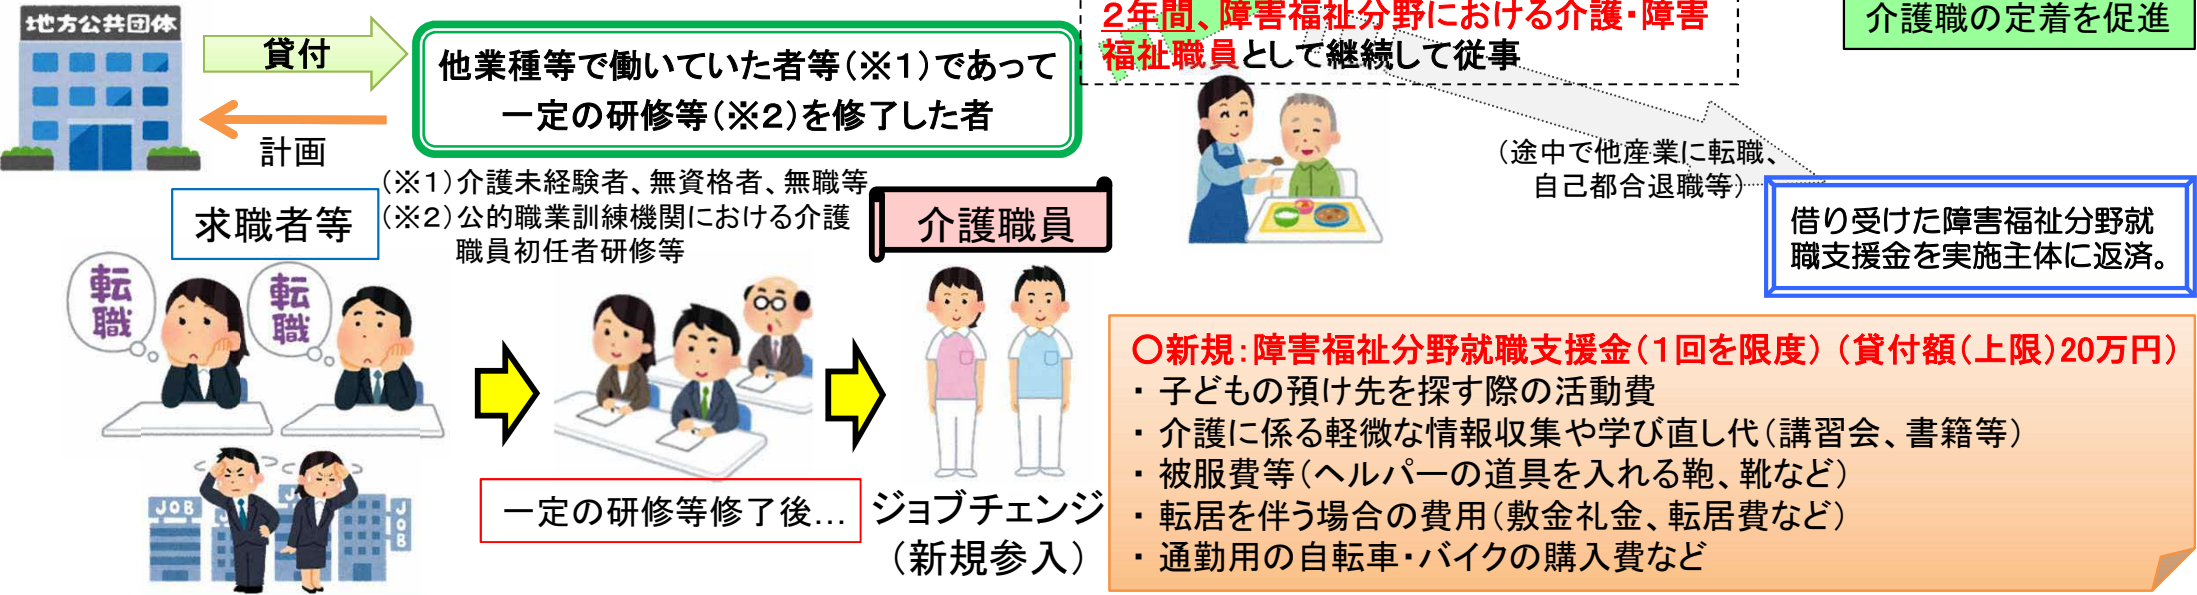 地方公共団体
貸付
計画
他業種等で働いていた者等(※1)であって
一定の研修等(※2)を修了した者
(※1)介護未経験者、無資格者、無職等
(※2)公的職業訓練機関における介護
職員初任者研修等
2年間、障害福祉分野における介護・障害
福祉職員として継続して従事
介護職の定着を促進
(途中で他産業に転職、
自己都合退職等)
借り受けた障害福祉分野就
職支援金を実施主体に返済。
求職者等
介護職員
転職
転職
JOB
JOB
一定の研修等修了後…
ジョブチェンジ
(新規参入)
○新規:障害福祉分野就職支援金(1回を限度)(貸付額(上限)20万円)
・ 子どもの預け先を探す際の活動費
・ 介護に係る軽微な情報収集や学び直し代(講習会、書籍等)
・ 被服費等(ヘルパーの道具を入れる鞄、靴など)
・ 転居を伴う場合の費用(敷金礼金、転居費など)
・ 通勤用の自転車・バイクの購入費など